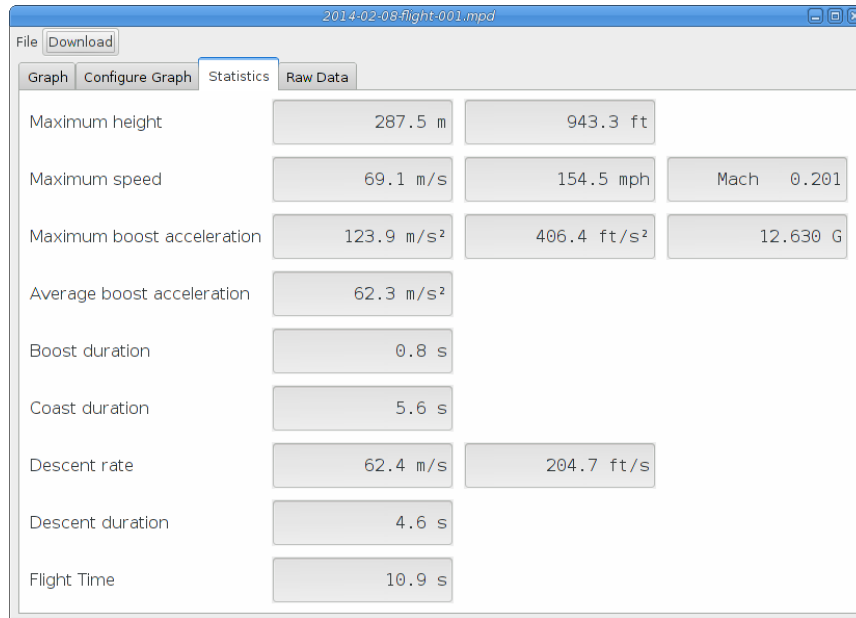 2014-02-08-flight-001.mpd
File Download
Graph Configure Graph Statistics Raw Data
Maximum height 287.5 m 943.3 ft
Maximum speed 69.1 m/s 154.5 mph Mach 0.201
Maximum boost acceleration 123.9 m/s² 406.4 ft/s² 12.630 G
Average boost acceleration 62.3 m/s²
Boost duration 0.8 s
Coast duration 5.6 s
Descent rate 62.4 m/s 204.7 ft/s
Descent duration 4.6 s
Flight Time 10.9 s